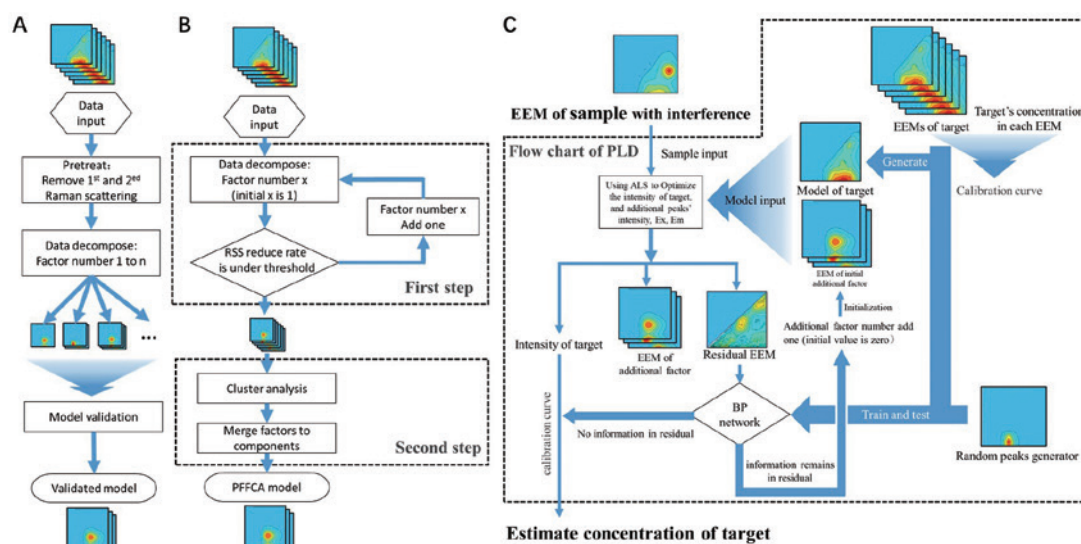 A
Data
input
Pretreat:
Remove 1st and 2ed
Raman scattering
Data decompose:
Factor number 1 to n
...
Model validation
Validated model
B
Data
input
Data decompose:
Factor number x
(initial x is 1)
Factor number x
Add one
RSS reduce rate
is under threshold
First step
Cluster analysis
Merge factors to
components
Second step
PFFCA model
C
EEM of sample with interference
Flow chart of PLD
Sample input
Using ALS to Optimize
the intensity of target,
and additional peaks'
intensity, Ex, Em
Model input
EEMs of target
Target's concentration
in each EEM
Generate
Model of target
Calibration curve
EEM of initial
additional factor
Initialization
Additional factor number add
one (initial value is zero)
Intensity of target
EEM of
additional factor
Residual EEM
BP
network
Train and test
Random peaks generator
No information in residual
calibration curve
information remains
in residual
Estimate concentration of target